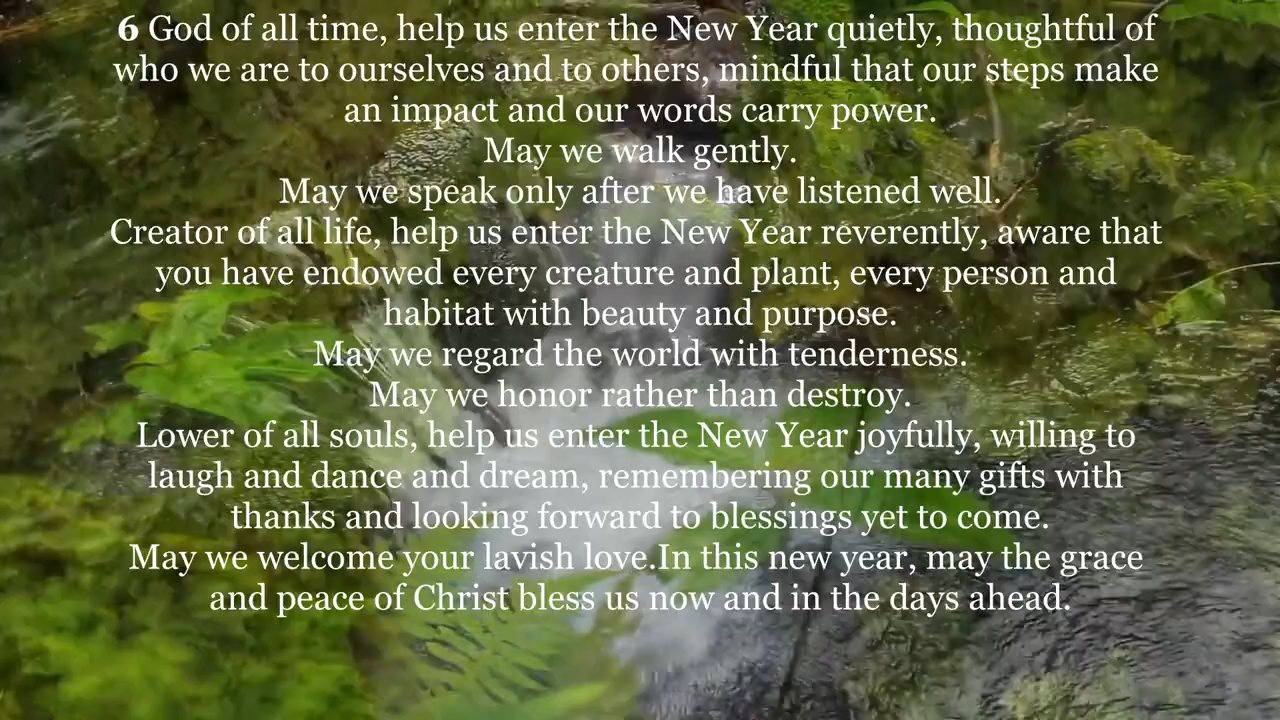 6 God of all time, help us enter the New Year quietly, thoughtful of
who we are to ourselves and to others, mindful that our steps make
an impact and our words carry power.
May we walk gently.
May we speak only after we have listened well.
Creator of all life, help us enter the New Year reverently, aware that
you have endowed every creature and plant, every person and
habitat with beauty and purpose.
May we regard the world with tenderness.
May we honor rather than destroy.
Lower of all souls, help us enter the New Year joyfully, willing to
laugh and dance and dream, remembering our many gifts with
thanks and looking forward to blessings yet to come.
May we welcome your lavish love.In this new year, may the grace
and peace of Christ bless us now and in the days ahead.